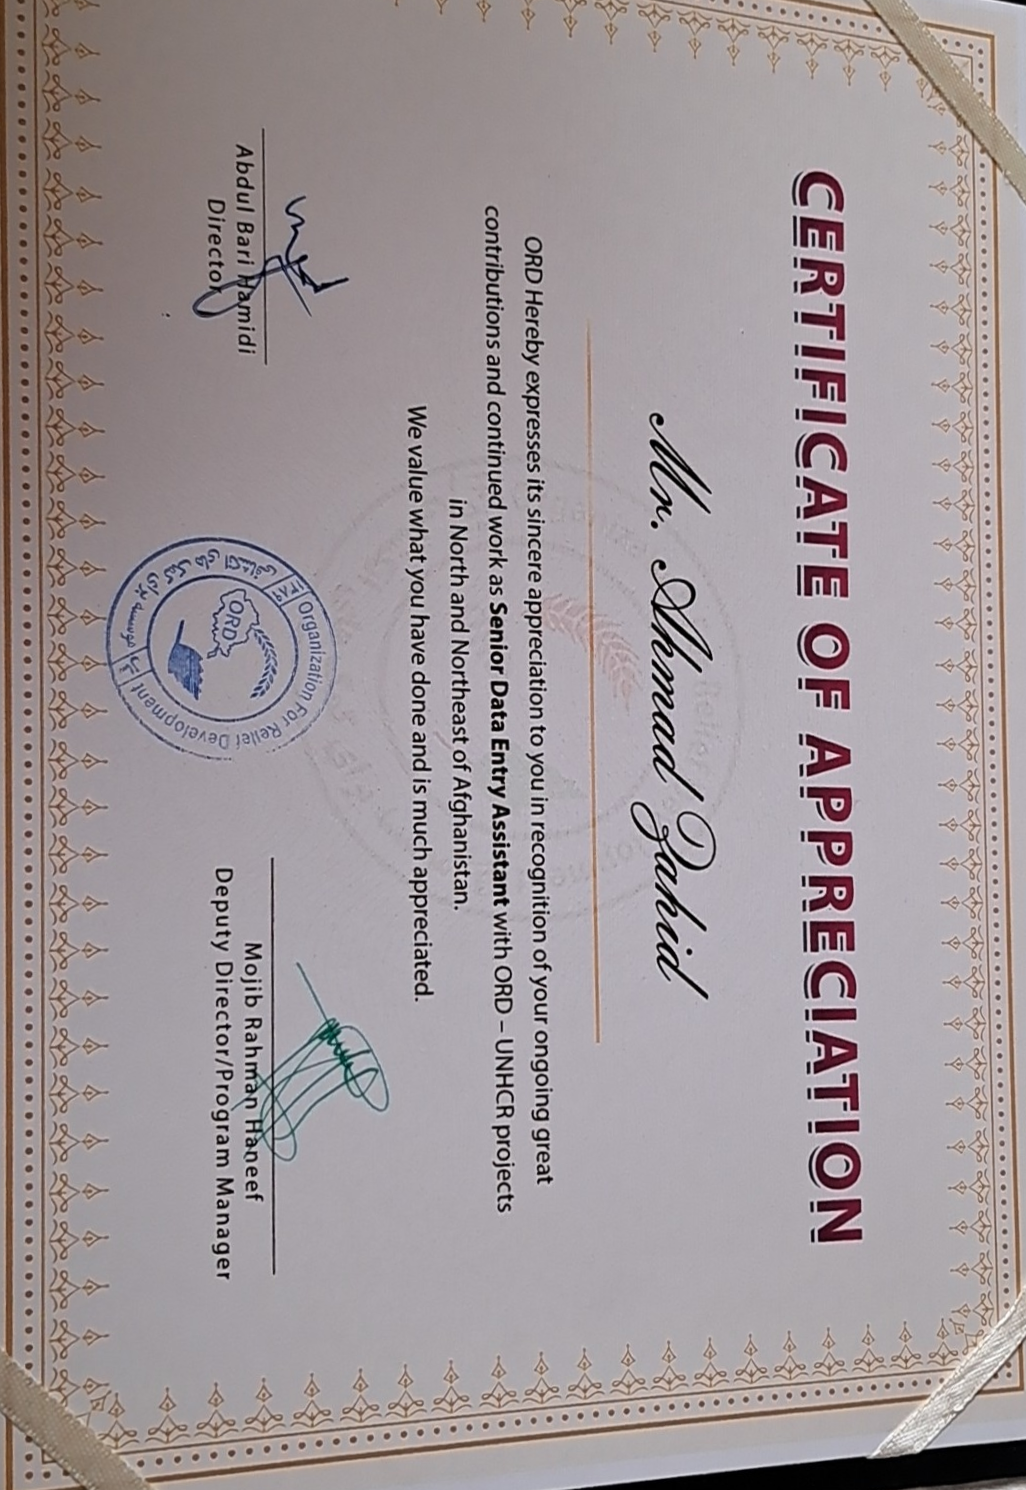 CERTIFICATE OF APPRECIATION
Mr. Ahmad Zahid
ORD Hereby expresses its sincere appreciation to you in recognition of your ongoing great
contributions and continued work as Senior Data Entry Assistant with ORD – UNHCR projects
in North and Northeast of Afghanistan.
We value what you have done and is much appreciated.
Abdul Bari Hamidi
Director
Organization For Relief Development
ORD
Mojib Rahman Haneef
Deputy Director/Program Manager